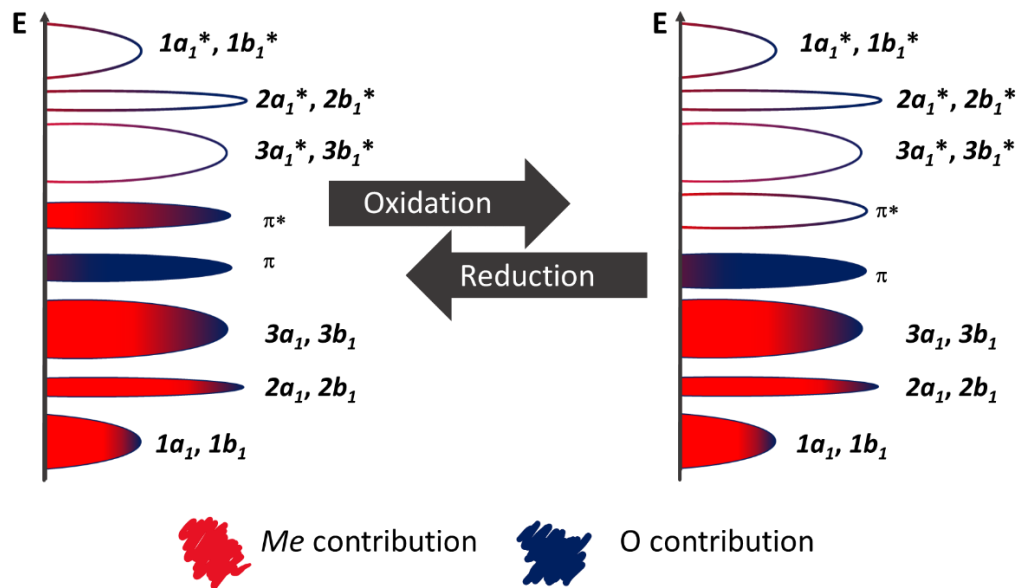 E
1a₁*, 1b₁*
2a₁*, 2b₁*
3a₁*, 3b₁*
π*
π
3a₁, 3b₁
2a₁, 2b₁
1a₁, 1b₁
Oxidation
Reduction
E
1a₁*, 1b₁*
2a₁*, 2b₁*
3a₁*, 3b₁*
π*
π
3a₁, 3b₁
2a₁, 2b₁
1a₁, 1b₁
Me contribution
O contribution